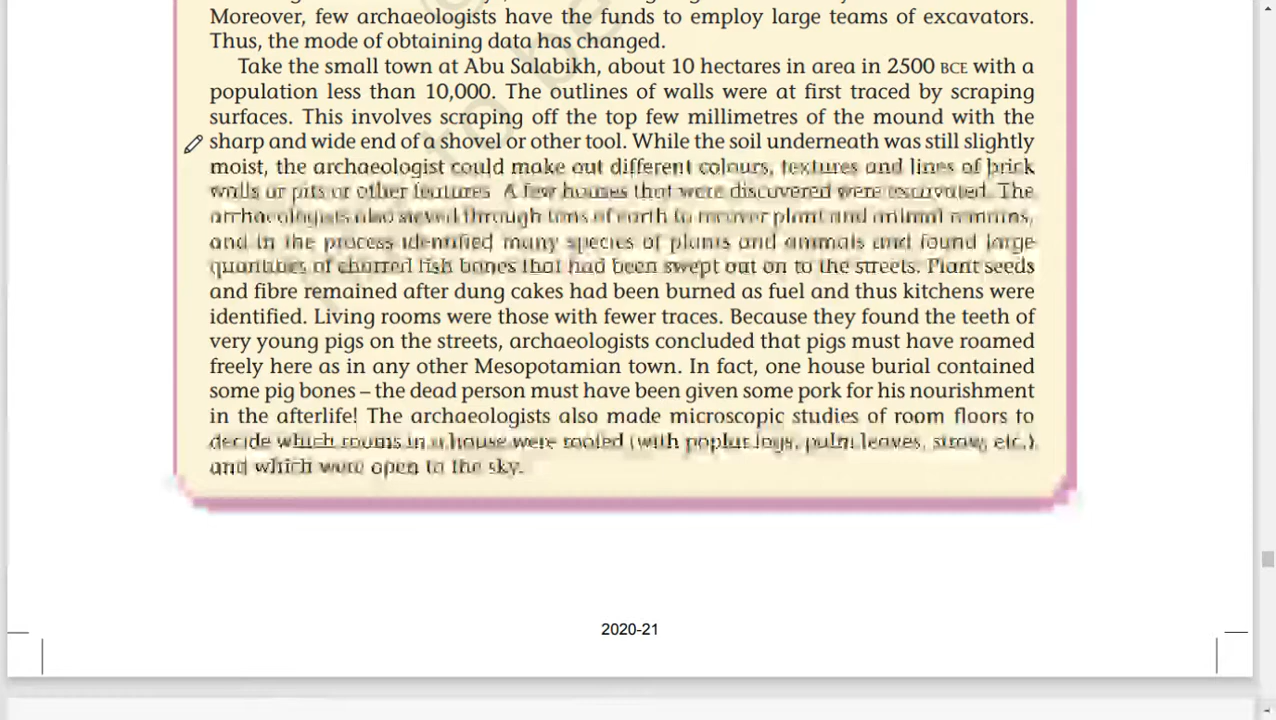 Moreover, few archaeologists have the funds to employ large teams of excavators.
Thus, the mode of obtaining data has changed.
Take the small town at Abu Salabikh, about 10 hectares in area in 2500 BCE with a
population less than 10,000. The outlines of walls were at first traced by scraping
surfaces. This involves scraping off the top few millimetres of the mound with the
sharp and wide end of a shovel or other tool. While the soil underneath was still slightly
moist, the archaeologist could make out different colours, textures and lines of brick
walls or pits or other features. A few houses that were discovered were excavated. The
archaeologists also sieved through tons of earth to recover plant and animal remains,
and in the process identified many species of plants and animals and found large
quantities of charred fish bones that had been swept out on to the streets. Plant seeds
and fibre remained after dung cakes had been burned as fuel and thus kitchens were
identified. Living rooms were those with fewer traces. Because they found the teeth of
very young pigs on the streets, archaeologists concluded that pigs must have roamed
freely here as in any other Mesopotamian town. In fact, one house burial contained
some pig bones – the dead person must have been given some pork for his nourishment
in the afterlife! The archaeologists also made microscopic studies of room floors to
decide which rooms in a house were roofed (with poplar logs, palm leaves, straw, etc.)
and which were open to the sky.
2020-21